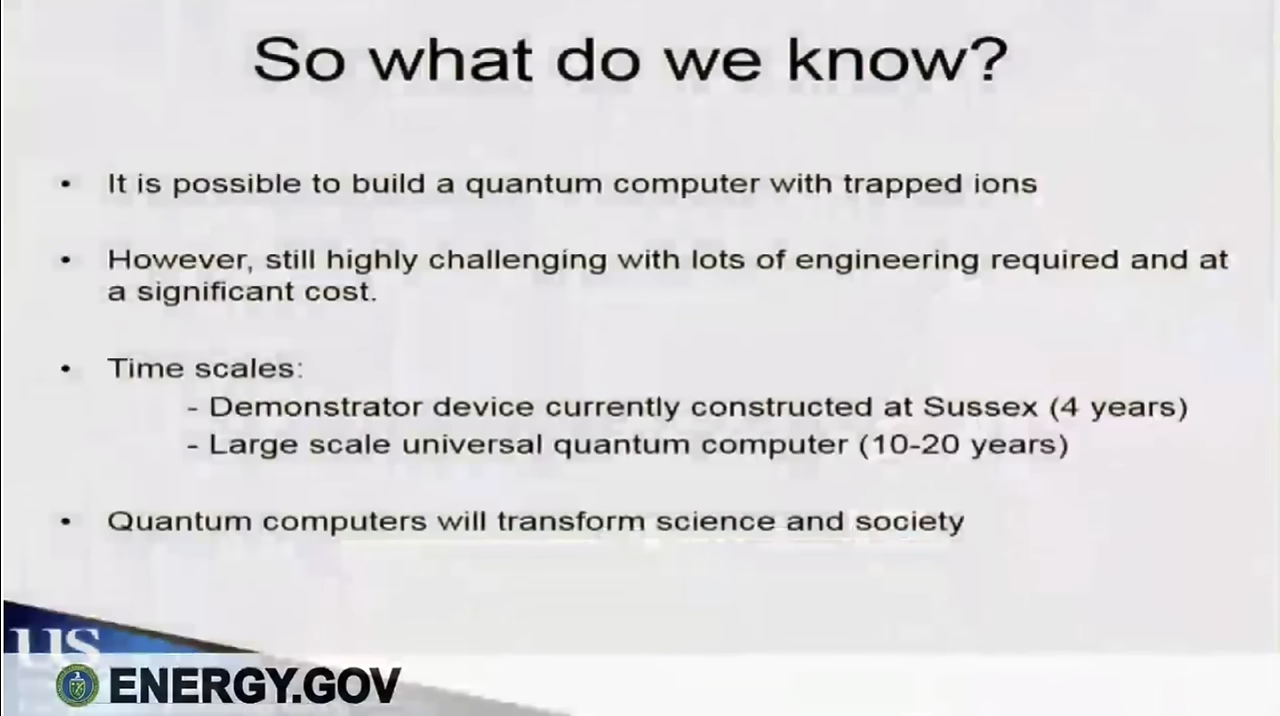 So what do we know?
• It is possible to build a quantum computer with trapped ions
• However, still highly challenging with lots of engineering required and at
a significant cost.
• Time scales:
- Demonstrator device currently constructed at Sussex (4 years)
- Large scale universal quantum computer (10-20 years)
• Quantum computers will transform science and society
US
ENERGY.GOV